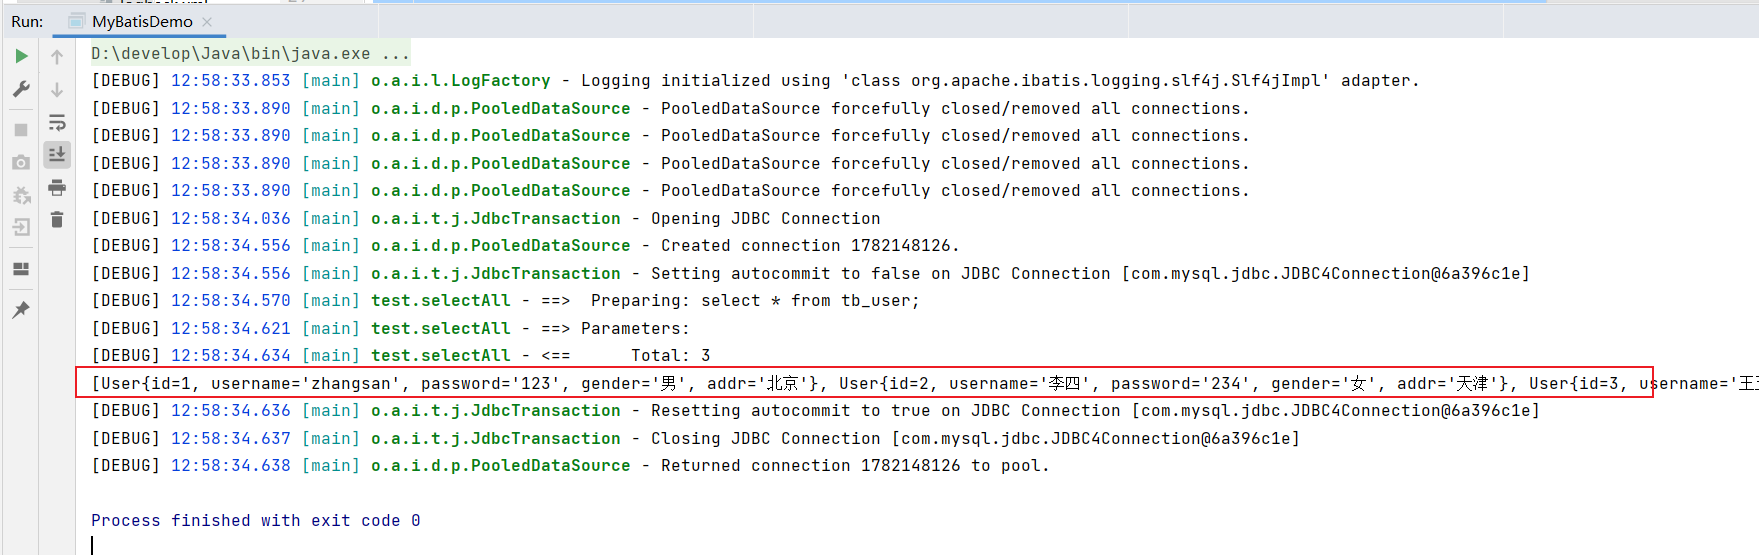 Run: MyBatisDemo
D:\develop\Java\bin\java.exe ...
[DEBUG] 12:58:33.853 [main] o.a.i.l.LogFactory - Logging initialized using 'class org.apache.ibatis.logging.slf4j.Slf4jImpl' adapter.
[DEBUG] 12:58:33.890 [main] o.a.i.d.p.PooledDataSource - PooledDataSource forcefully closed/removed all connections.
[DEBUG] 12:58:33.890 [main] o.a.i.d.p.PooledDataSource - PooledDataSource forcefully closed/removed all connections.
[DEBUG] 12:58:33.890 [main] o.a.i.d.p.PooledDataSource - PooledDataSource forcefully closed/removed all connections.
[DEBUG] 12:58:33.890 [main] o.a.i.d.p.PooledDataSource - PooledDataSource forcefully closed/removed all connections.
[DEBUG] 12:58:34.036 [main] o.a.i.t.j.JdbcTransaction - Opening JDBC Connection
[DEBUG] 12:58:34.556 [main] o.a.i.d.p.PooledDataSource - Created connection 1782148126.
[DEBUG] 12:58:34.556 [main] o.a.i.t.j.JdbcTransaction - Setting autocommit to false on JDBC Connection [com.mysql.jdbc.JDBC4Connection@6a396c1e]
[DEBUG] 12:58:34.570 [main] test.selectAll - ==>  Preparing: select * from tb_user;
[DEBUG] 12:58:34.621 [main] test.selectAll - ==> Parameters:
[DEBUG] 12:58:34.634 [main] test.selectAll - <==      Total: 3
[User{id=1, username='zhangsan', password='123', gender='男', addr='北京'}, User{id=2, username='李四', password='234', gender='女', addr='天津'}, User{id=3, username='王
[DEBUG] 12:58:34.636 [main] o.a.i.t.j.JdbcTransaction - Resetting autocommit to true on JDBC Connection [com.mysql.jdbc.JDBC4Connection@6a396c1e]
[DEBUG] 12:58:34.637 [main] o.a.i.t.j.JdbcTransaction - Closing JDBC Connection [com.mysql.jdbc.JDBC4Connection@6a396c1e]
[DEBUG] 12:58:34.638 [main] o.a.i.d.p.PooledDataSource - Returned connection 1782148126 to pool.
Process finished with exit code 0